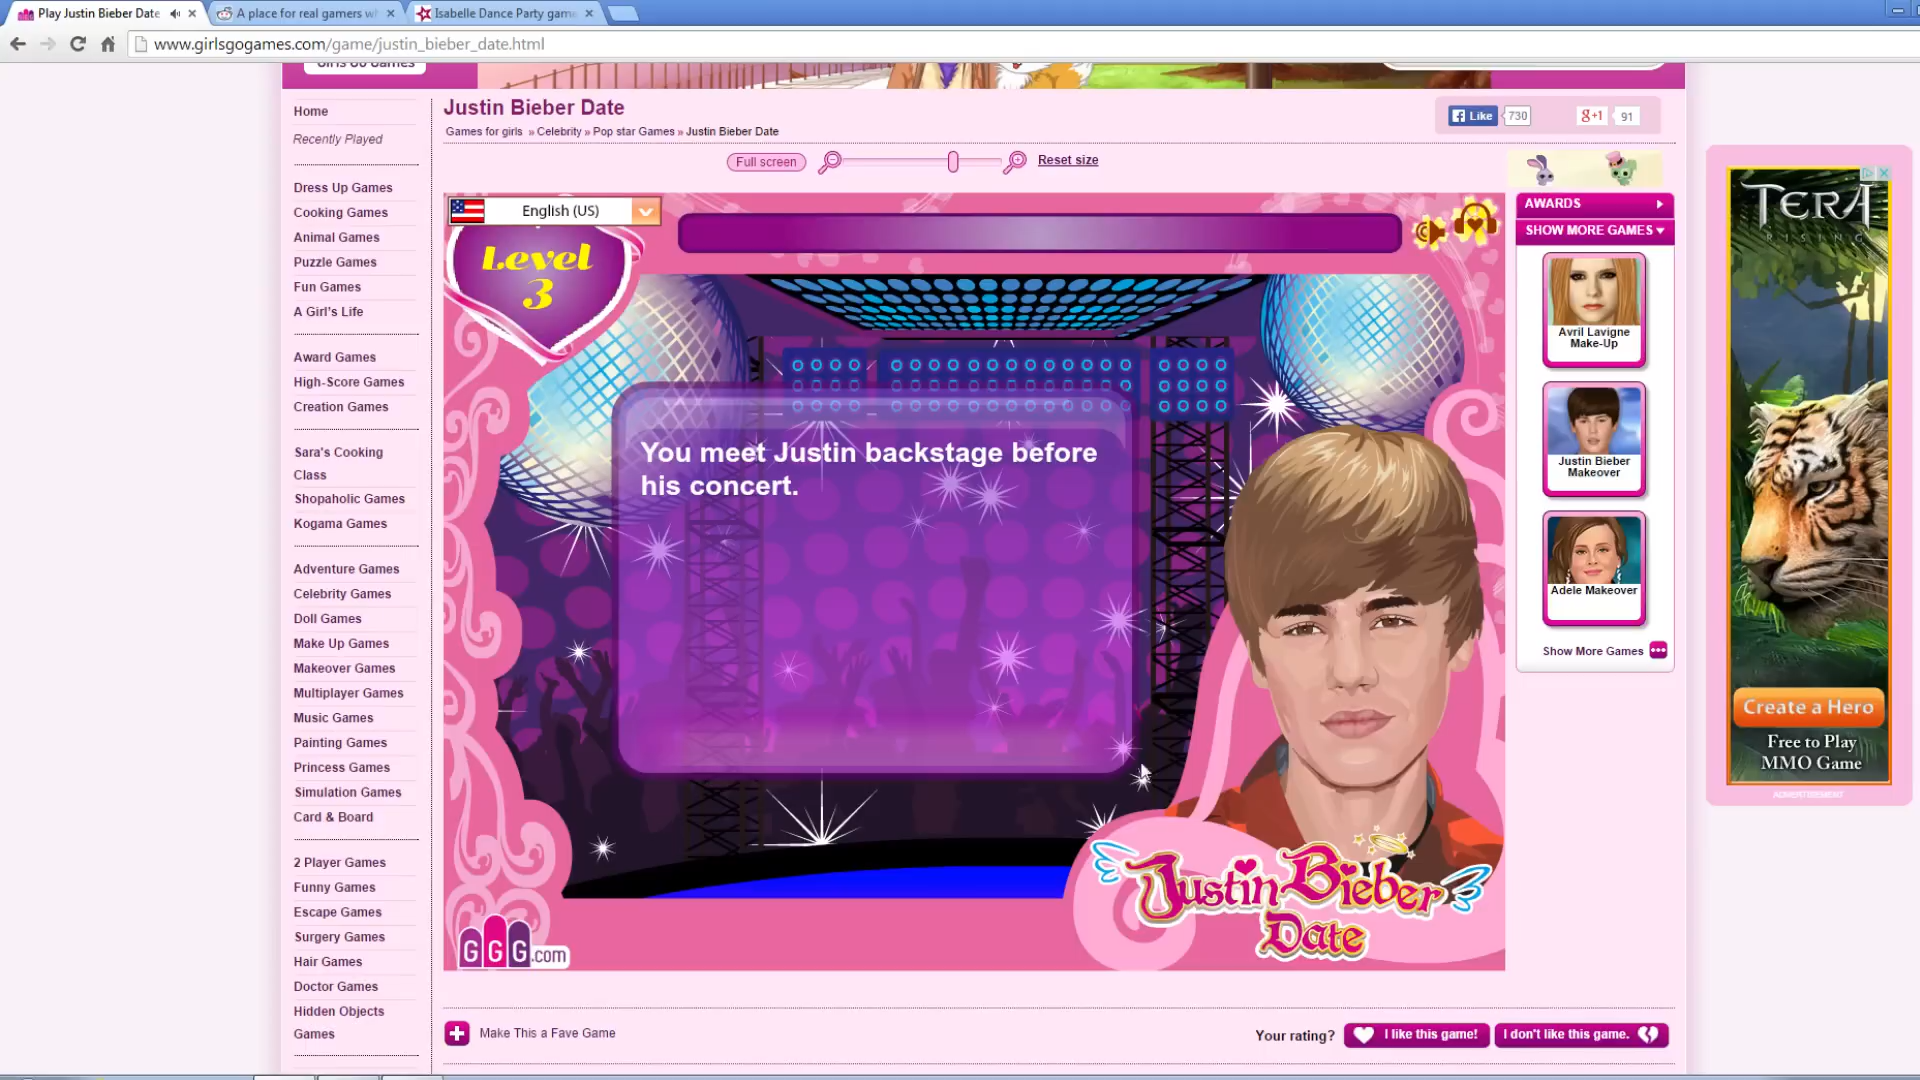 Play Justin Bieber Date
A place for real gamers wh
Isabelle Dance Party gam
www.girlsgogames.com/game/justin_bieber_date.html
Girls Go Games
Home
Recently Played
Dress Up Games
Cooking Games
Animal Games
Puzzle Games
Fun Games
A Girl's Life
Award Games
High-Score Games
Creation Games
Sara's Cooking
Class
Shopaholic Games
Kogama Games
Adventure Games
Celebrity Games
Doll Games
Make Up Games
Makeover Games
Multiplayer Games
Music Games
Painting Games
Princess Games
Simulation Games
Card & Board
2 Player Games
Funny Games
Escape Games
Surgery Games
Hair Games
Doctor Games
Hidden Objects
Games
Justin Bieber Date
Games for girls » Celebrity » Pop star Games » Justin Bieber Date
Like 730
g+1 91
Full screen
Reset size
English (US)
Level
3
You meet Justin backstage before
his concert.
Justin Bieber
Date
GGG.com
AWARDS
SHOW MORE GAMES
Avril Lavigne
Make-Up
Justin Bieber
Makeover
Adele Makeover
Show More Games
TERA
RISING
Create a Hero
Free to Play
MMO Game
ADVERTISEMENT
Make This a Fave Game
Your rating?
I like this game!
I don't like this game.